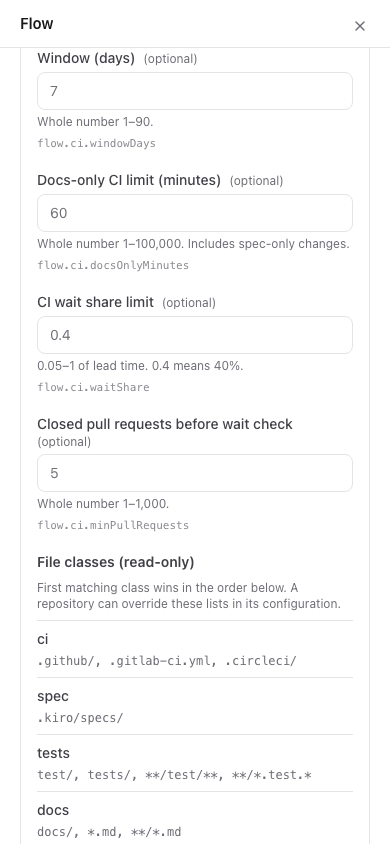 Flow
Window (days) (optional)
7
Whole number 1–90.
flow.ci.windowDays
Docs-only CI limit (minutes) (optional)
60
Whole number 1–100,000. Includes spec-only changes.
flow.ci.docsOnlyMinutes
CI wait share limit (optional)
0.4
0.05–1 of lead time. 0.4 means 40%.
flow.ci.waitShare
Closed pull requests before wait check
(optional)
5
Whole number 1–1,000.
flow.ci.minPullRequests
File classes (read-only)
First matching class wins in the order below. A
repository can override these lists in its configuration.
ci
.github/, .gitlab-ci.yml, .circleci/
spec
.kiro/specs/
tests
test/, tests/, **/test/**, **/*.test.*
docs
docs/, *.md, **/*.md